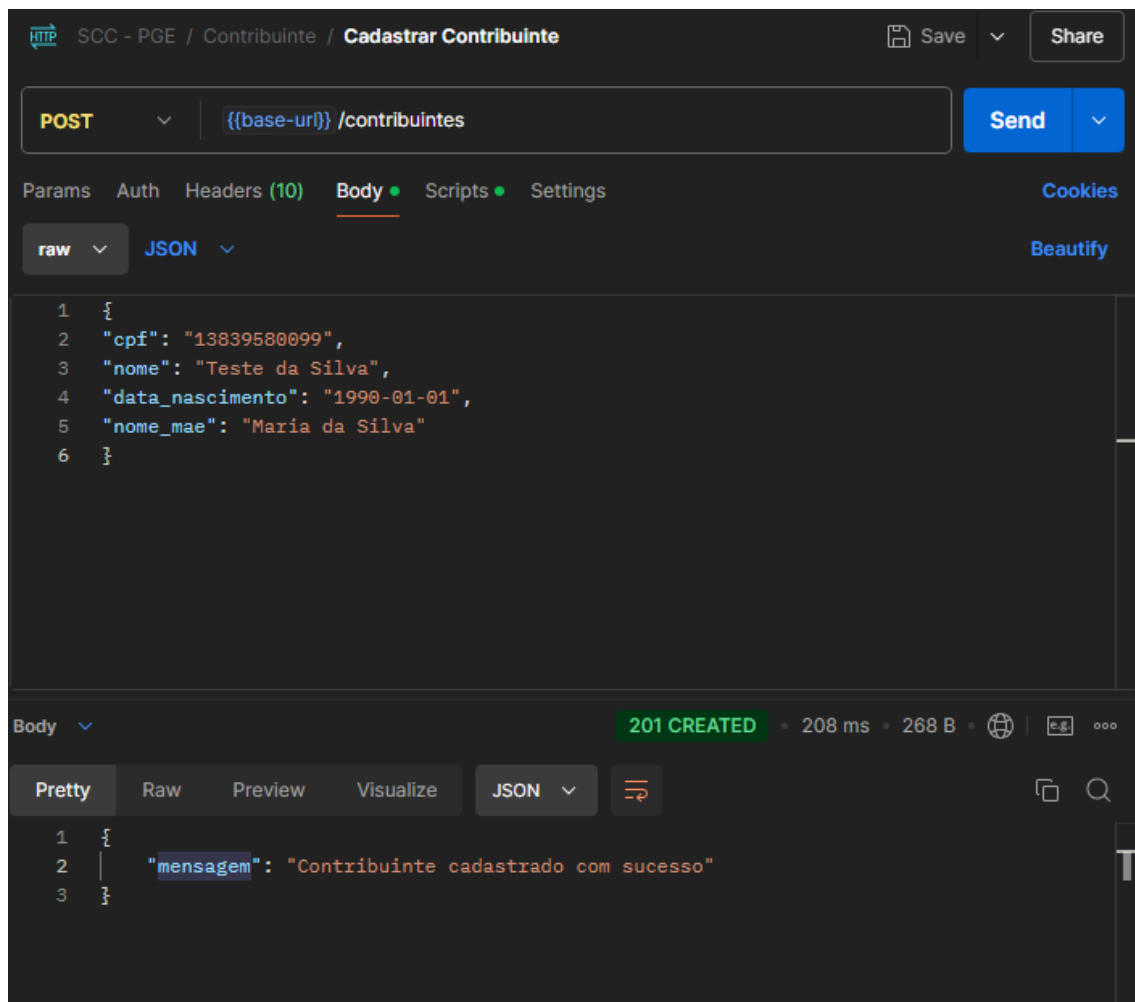 HTTP SCC - PGE / Contribuinte / Cadastrar Contribuinte Save Share
POST {{base-url}} /contribuintes Send
Params Auth Headers (10) Body Scripts Settings Cookies
raw JSON Beautify
1 {
2 "cpf": "13839580099",
3 "nome": "Teste da Silva",
4 "data_nascimento": "1990-01-01",
5 "nome_mae": "Maria da Silva"
6 }
Body 201 CREATED • 208 ms • 268 B • e.g.
Pretty Raw Preview Visualize JSON
1 {
2 "mensagem": "Contribuinte cadastrado com sucesso"
3 }
T